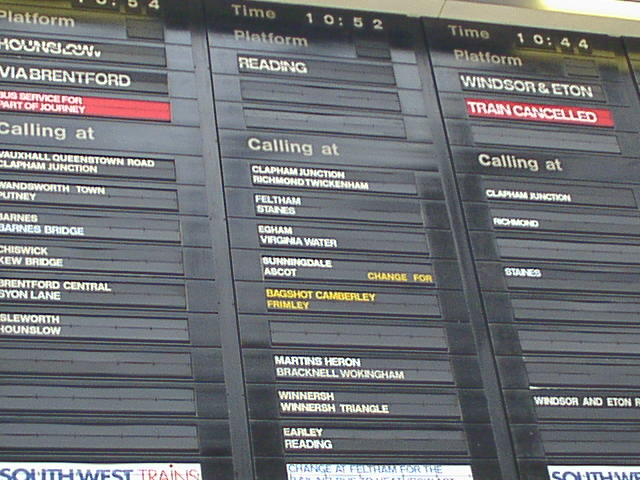 10:54
Platform
HOUNSLOW
VIA BRENTFORD
BUS SERVICE FOR
PART OF JOURNEY
Calling at
VAUXHALL QUEENSTOWN ROAD
CLAPHAM JUNCTION
WANDSWORTH TOWN
PUTNEY
BARNES
BARNES BRIDGE
CHISWICK
KEW BRIDGE
BRENTFORD CENTRAL
SYON LANE
ISLEWORTH
HOUNSLOW
SOUTH WEST TRAINS
Time 10:52
Platform
READING
Calling at
CLAPHAM JUNCTION
RICHMOND TWICKENHAM
FELTHAM
STAINES
EGHAM
VIRGINIA WATER
SUNNINGDALE
ASCOT CHANGE FOR
BAGSHOT CAMBERLEY
FRIMLEY
MARTINS HERON
BRACKNELL WOKINGHAM
WINNERSH
WINNERSH TRIANGLE
EARLEY
READING
CHANGE AT FELTHAM FOR THE
Time 10:44
Platform
WINDSOR & ETON
TRAIN CANCELLED
Calling at
CLAPHAM JUNCTION
RICHMOND
STAINES
WINDSOR AND ETON R
SOUTH WE